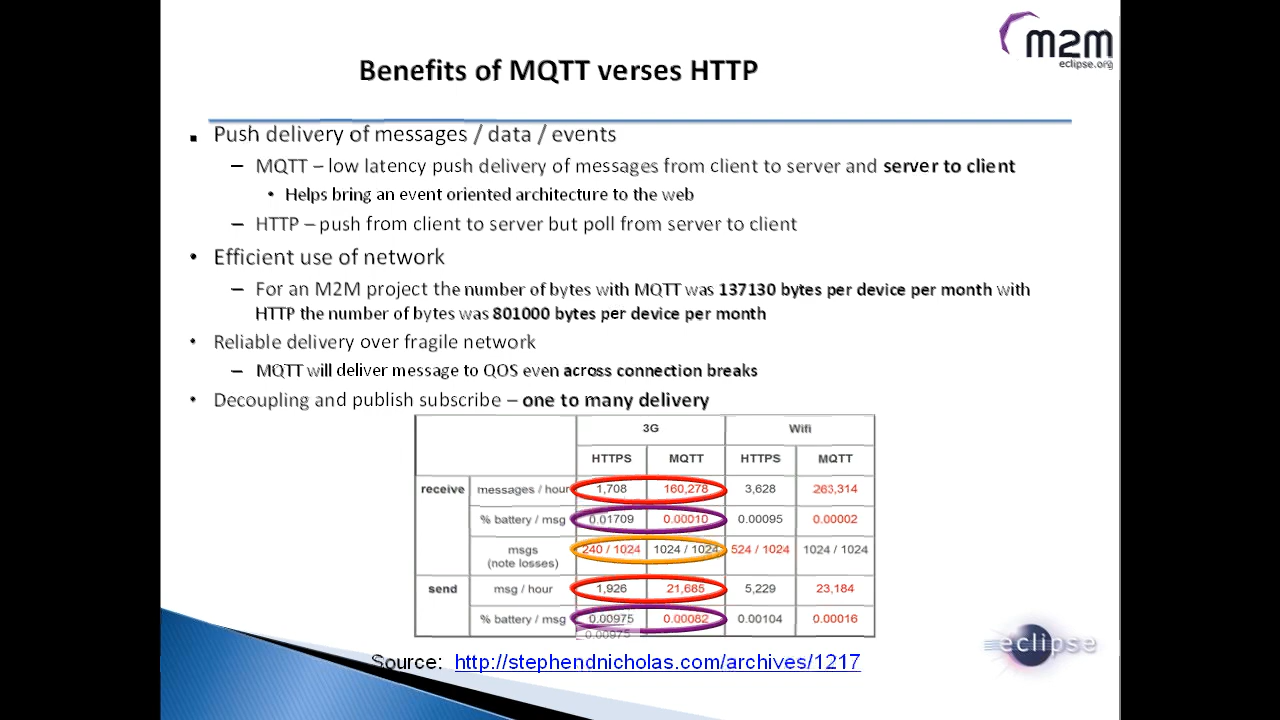 m2m
eclipse.org
Benefits of MQTT verses HTTP
▪ Push delivery of messages / data / events
– MQTT – low latency push delivery of messages from client to server and server to client
• Helps bring an event oriented architecture to the web
– HTTP – push from client to server but poll from server to client
• Efficient use of network
– For an M2M project the number of bytes with MQTT was 137130 bytes per device per month with
HTTP the number of bytes was 801000 bytes per device per month
• Reliable delivery over fragile network
– MQTT will deliver message to QOS even across connection breaks
• Decoupling and publish subscribe – one to many delivery
3G Wifi
HTTPS MQTT HTTPS MQTT
receive messages / hour 1,708 160,278 3,628 263,314
% battery / msg 0.01709 0.00010 0.00095 0.00002
msgs 240 / 1024 1024 / 1024 524 / 1024 1024 / 1024
(note losses)
send msg / hour 1,926 21,685 5,229 23,184
% battery / msg 0.00975 0.00082 0.00104 0.00016
0.00975
eclipse
Source: http://stephendnicholas.com/archives/1217